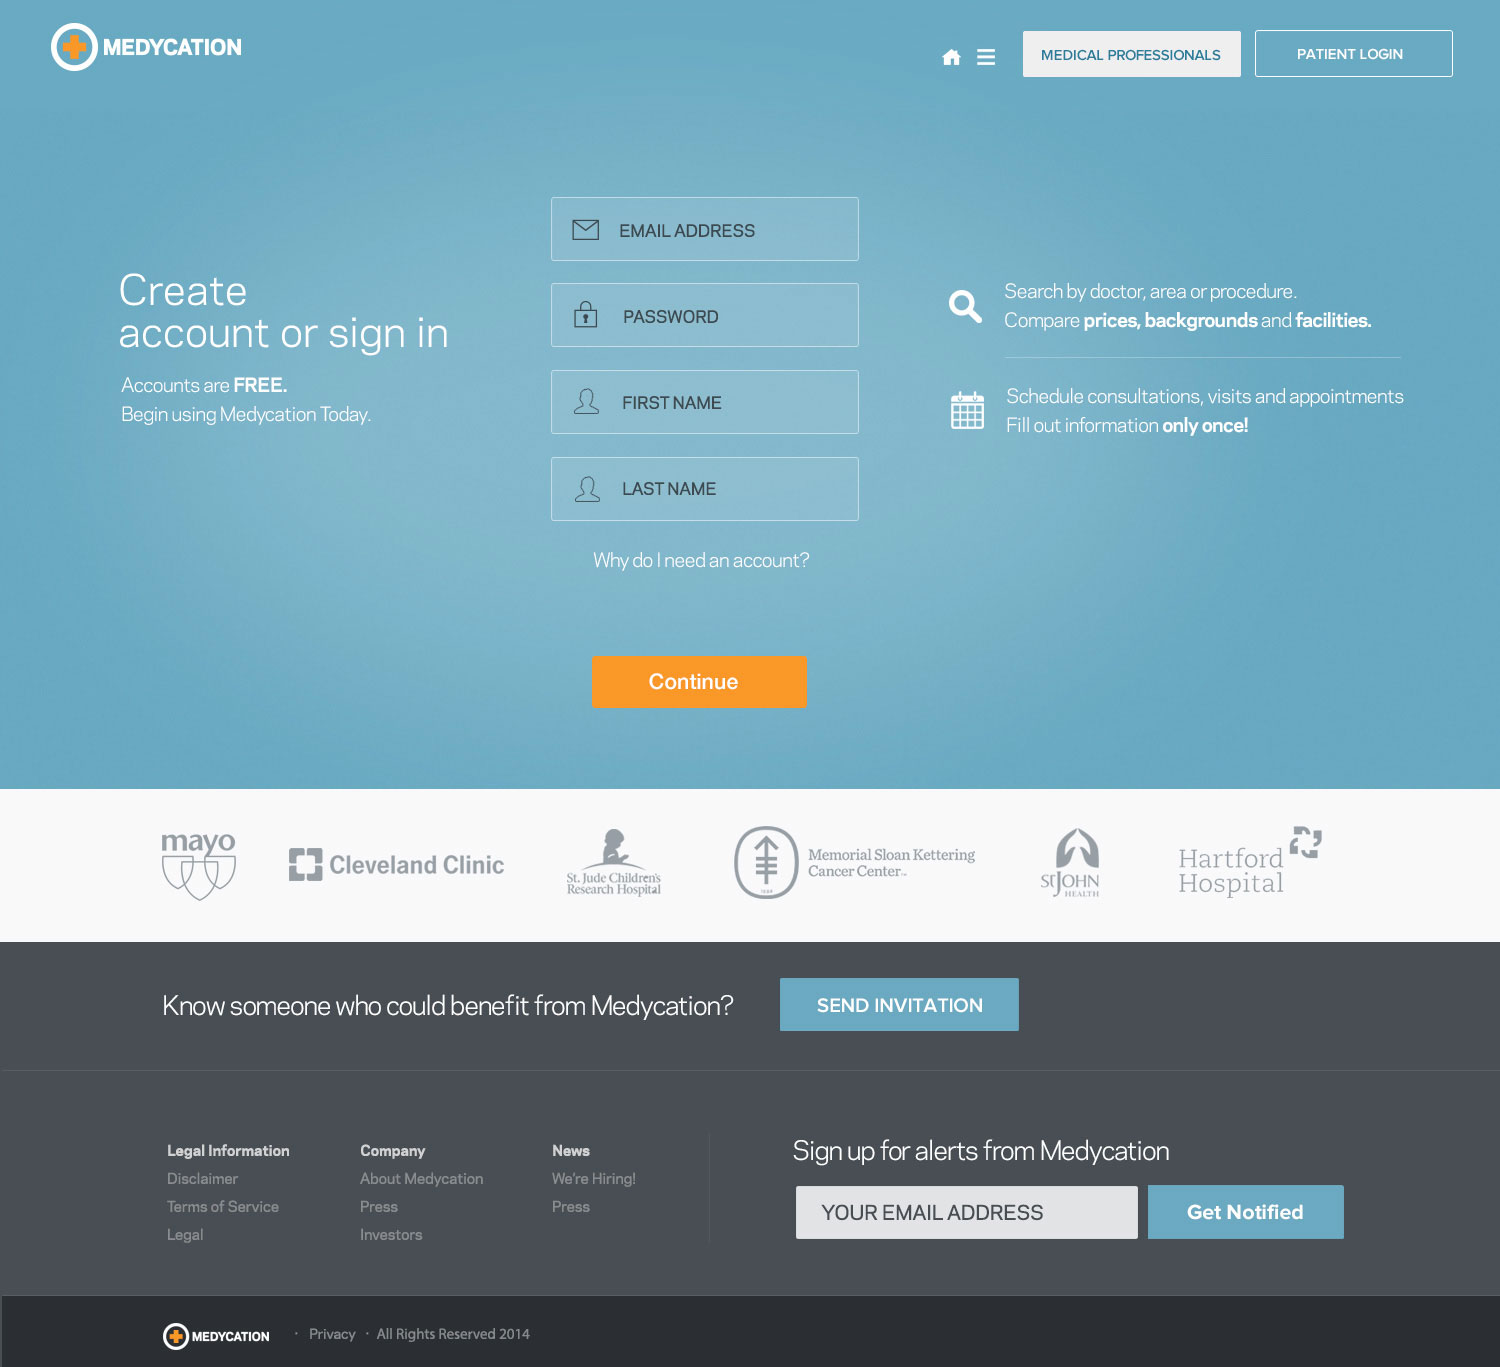 MEDYCATION
MEDICAL PROFESSIONALS
PATIENT LOGIN
Create
account or sign in
Accounts are FREE.
Begin using Medycation Today.
EMAIL ADDRESS
PASSWORD
FIRST NAME
LAST NAME
Why do I need an account?
Continue
Search by doctor, area or procedure.
Compare prices, backgrounds and facilities.
Schedule consultations, visits and appointments
Fill out information only once!
mayo
Cleveland Clinic
St. Jude Children's
Research Hospital
Memorial Sloan Kettering
Cancer Center™
ST JOHN
HEALTH
Hartford
Hospital
Know someone who could benefit from Medycation?
SEND INVITATION
Legal Information
Disclaimer
Terms of Service
Legal
Company
About Medycation
Press
Investors
News
We're Hiring!
Press
Sign up for alerts from Medycation
YOUR EMAIL ADDRESS
Get Notified
MEDYCATION · Privacy · All Rights Reserved 2014